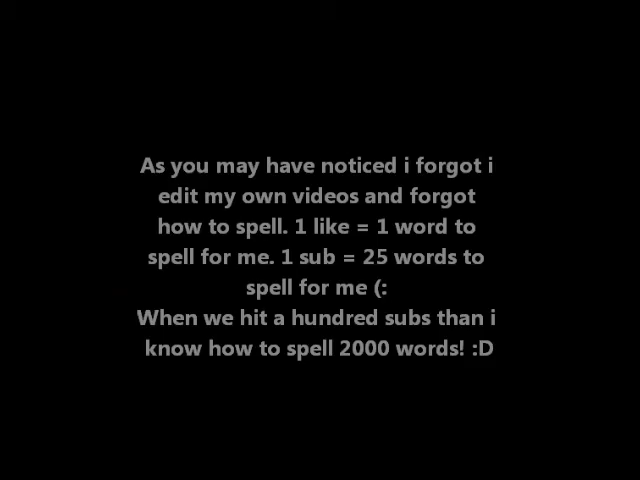 As you may have noticed i forgot i
edit my own videos and forgot
how to spell. 1 like = 1 word to
spell for me. 1 sub = 25 words to
spell for me (:
When we hit a hundred subs than i
know how to spell 2000 words! :D